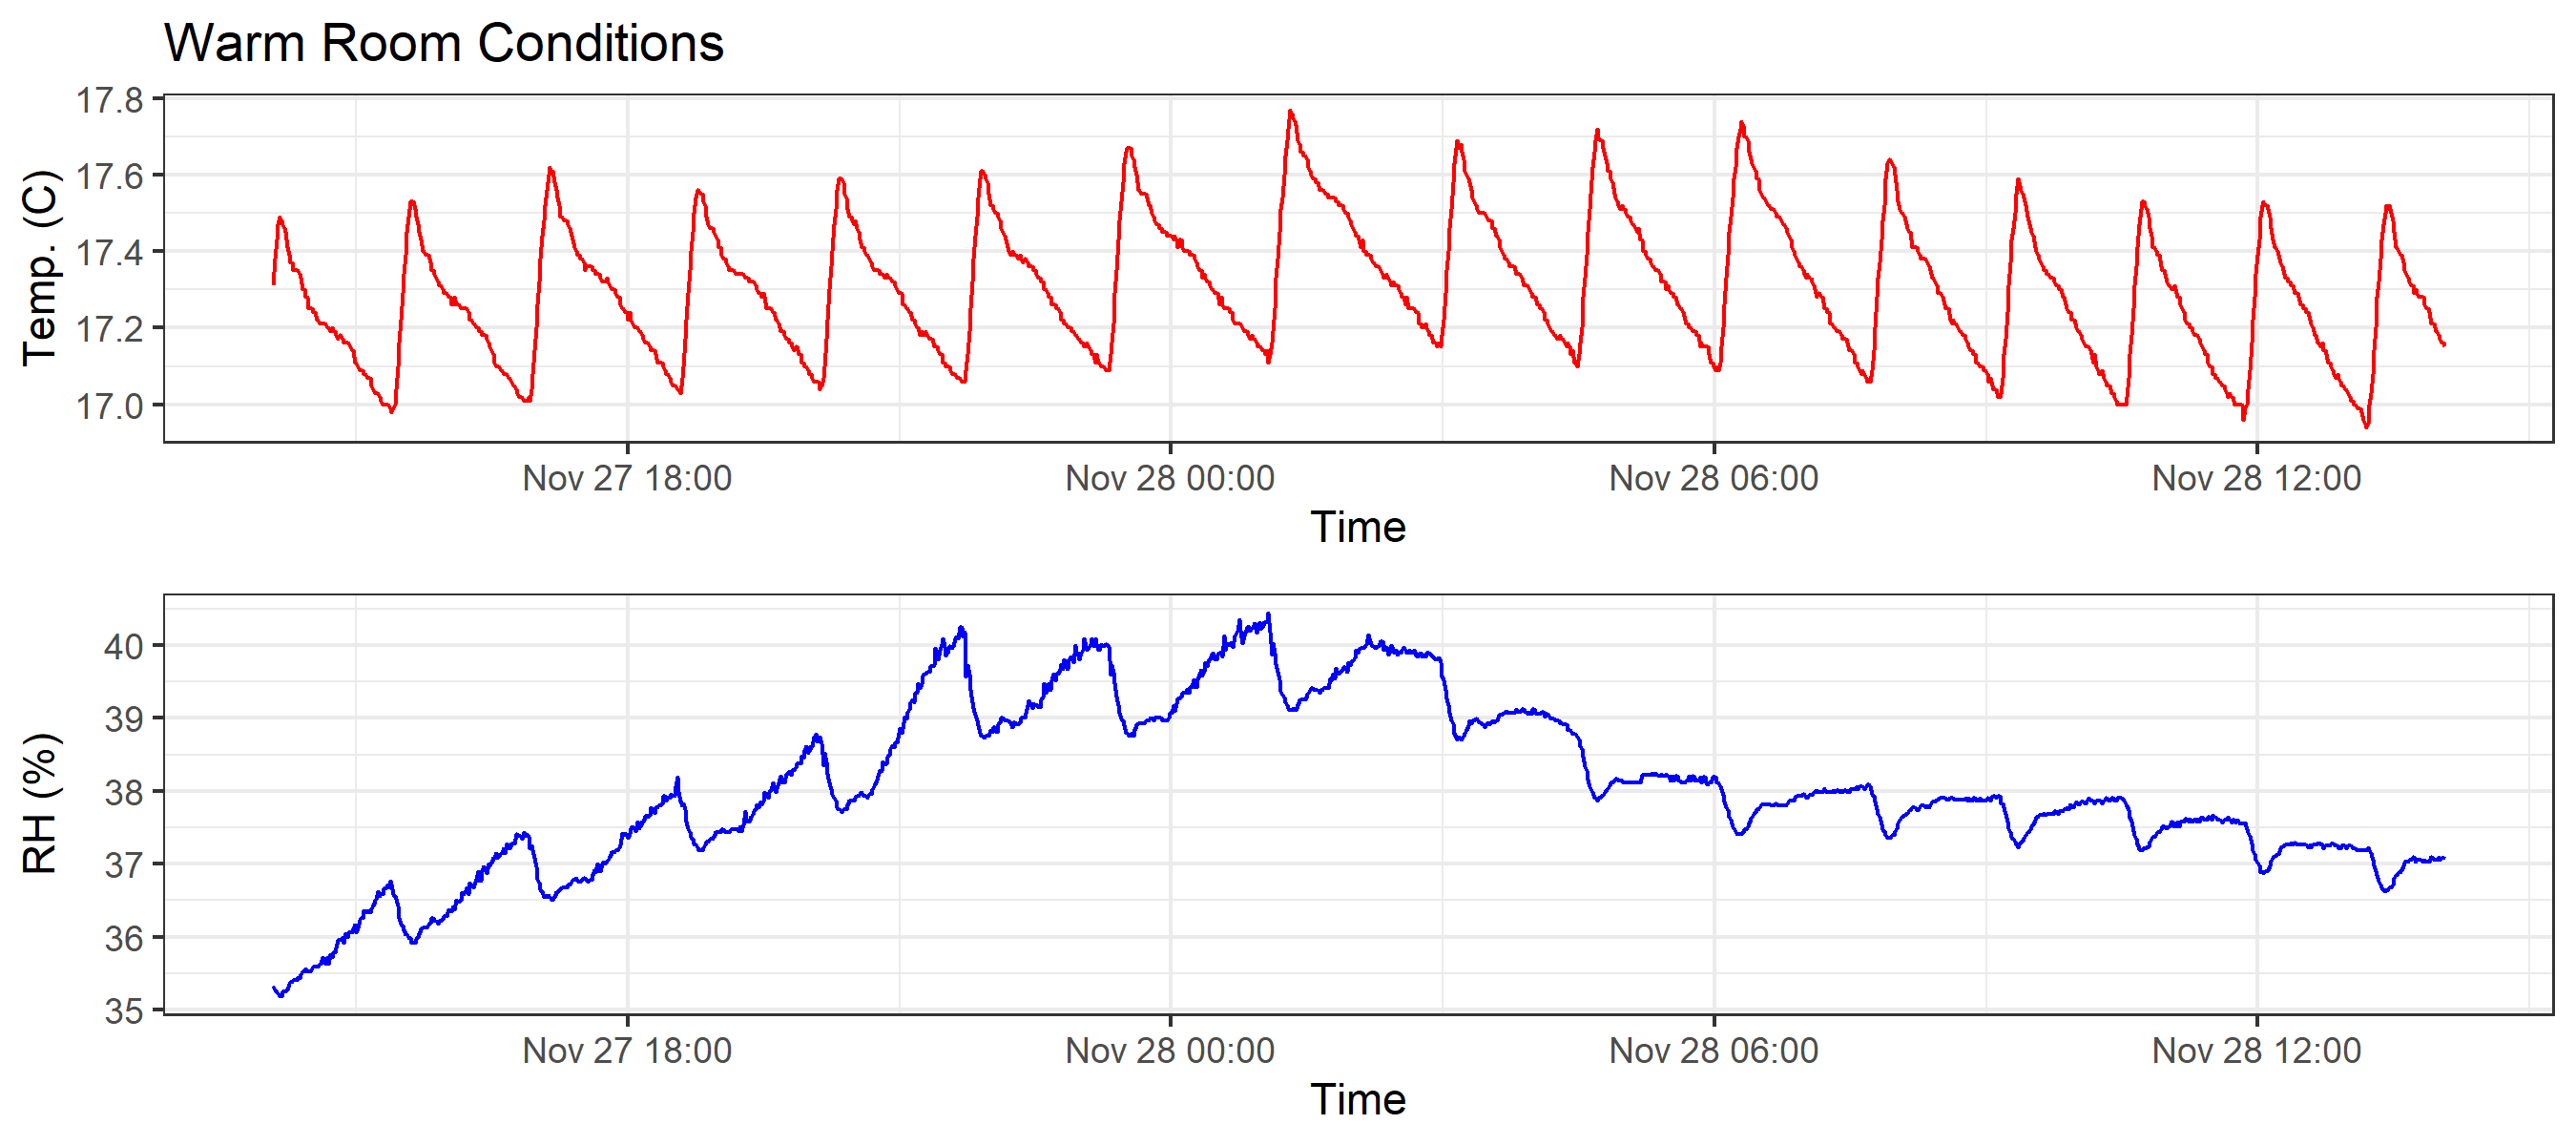 Warm Room Conditions
17.8
17.6
17.4
17.2
17.0
Temp. (C)
Nov 27 18:00 Nov 28 00:00 Nov 28 06:00 Nov 28 12:00
Time
40
39
38
37
36
35
RH (%)
Nov 27 18:00 Nov 28 00:00 Nov 28 06:00 Nov 28 12:00
Time